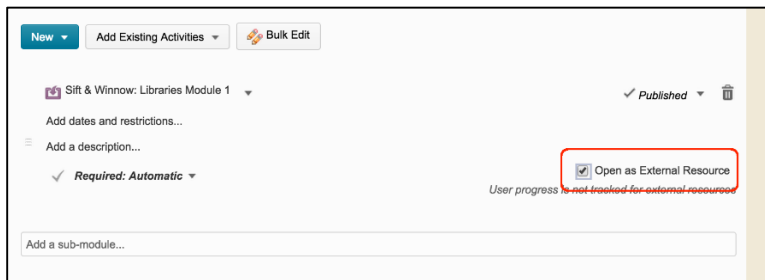 New Add Existing Activities Bulk Edit
Sift & Winnow: Libraries Module 1 Published
Add dates and restrictions...
Add a description...
Required: Automatic Open as External Resource
User progress is not tracked for external resources
Add a sub-module...